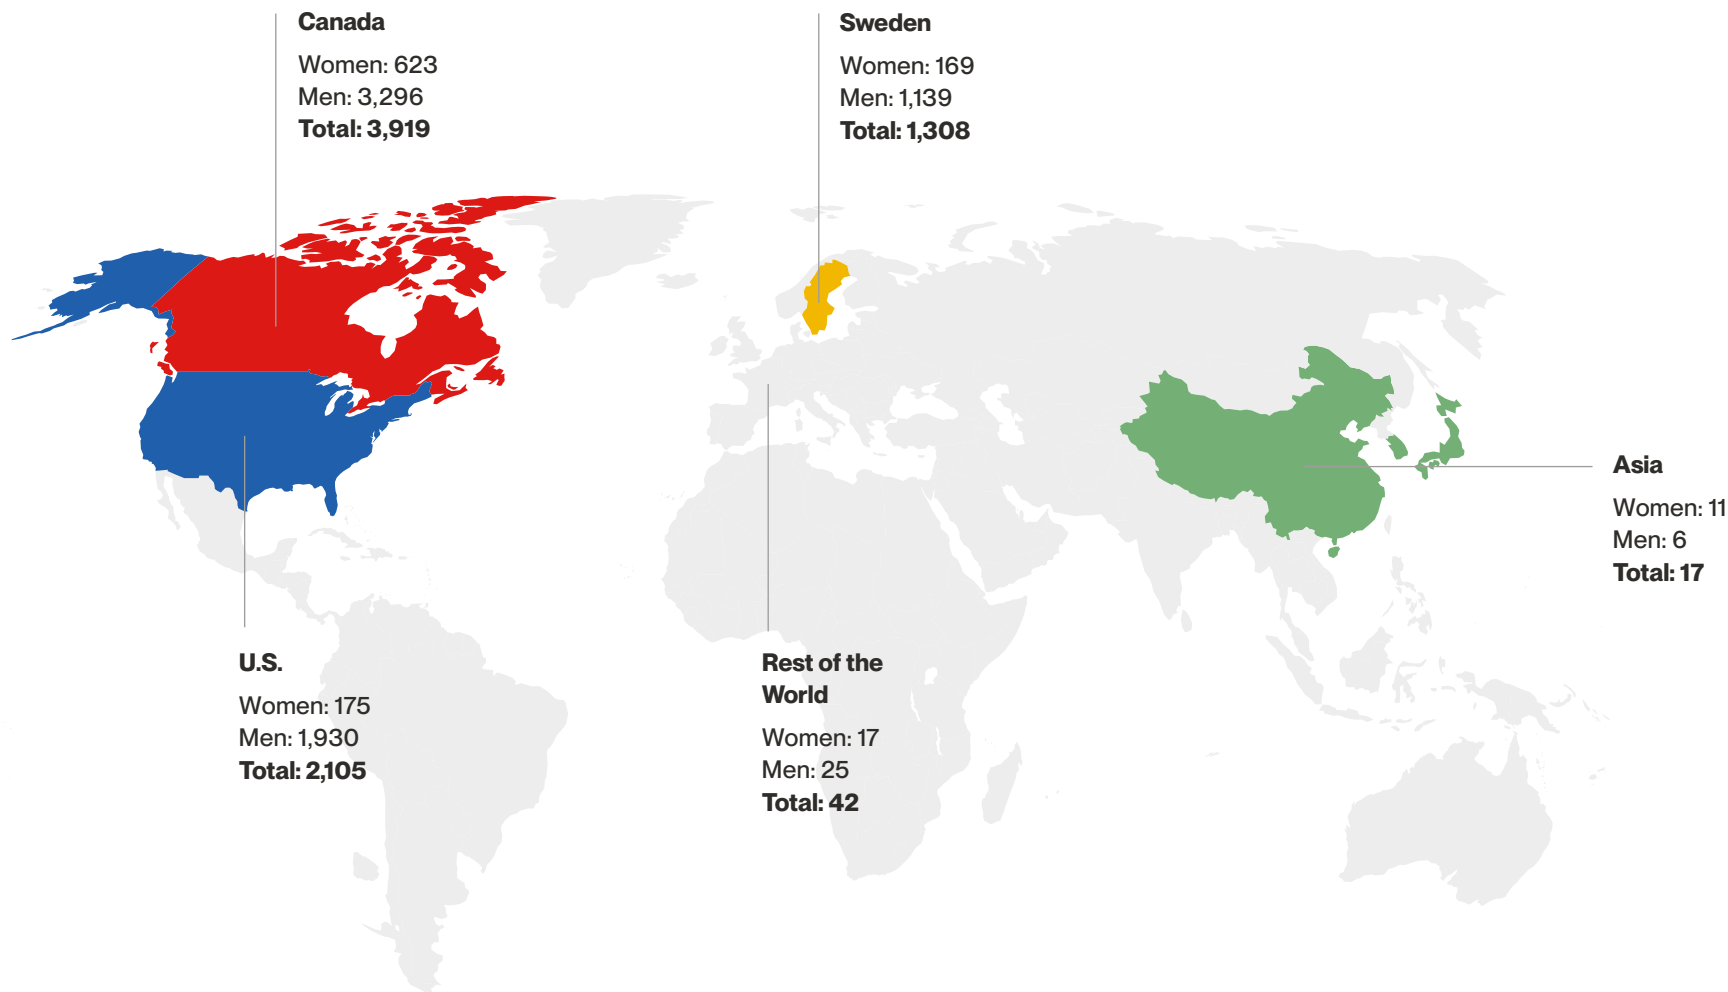 Canada
Women: 623
Men: 3,296
Total: 3,919
Sweden
Women: 169
Men: 1,139
Total: 1,308
Asia
Women: 11
Men: 6
Total: 17
U.S.
Women: 175
Men: 1,930
Total: 2,105
Rest of the
World
Women: 17
Men: 25
Total: 42